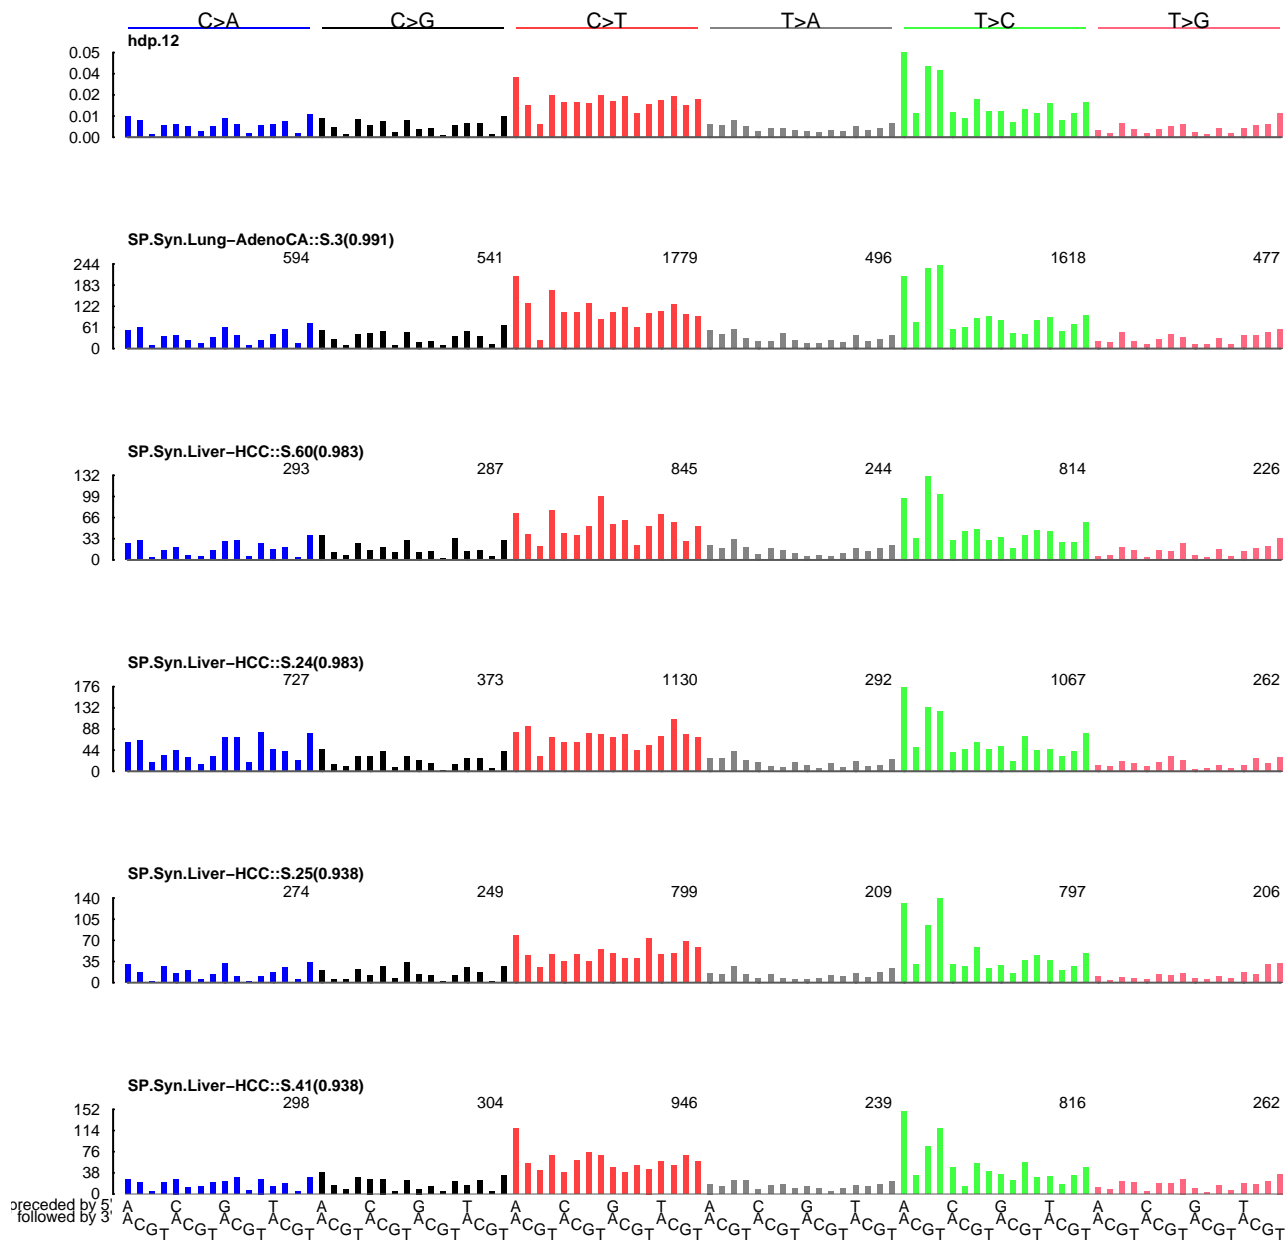 C>A C>G C>T T>A T>C T>G
hdp.12
0.05
0.04
0.02
0.01
0.00
SP.Syn.Lung−AdenoCA::S.3(0.991)
594 541 1779 496 1618 477
244
183
122
61
0
SP.Syn.Liver−HCC::S.60(0.983)
293 287 845 244 814 226
132
99
66
33
0
SP.Syn.Liver−HCC::S.24(0.983)
727 373 1130 292 1067 262
176
132
88
44
0
SP.Syn.Liver−HCC::S.25(0.938)
274 249 799 209 797 206
140
105
70
35
0
SP.Syn.Liver−HCC::S.41(0.938)
298 304 946 239 816 262
152
114
76
38
0
preceded by 5' A C G T A C G T A C G T A C G T A C G T A C G T
followed by 3' ACGTACGTACGTACGTACGTACGTACGTACGTACGTACGTACGTACGTACGTACGTACGTACGTACGTACGTACGTACGTACGTACGTACGTACGT